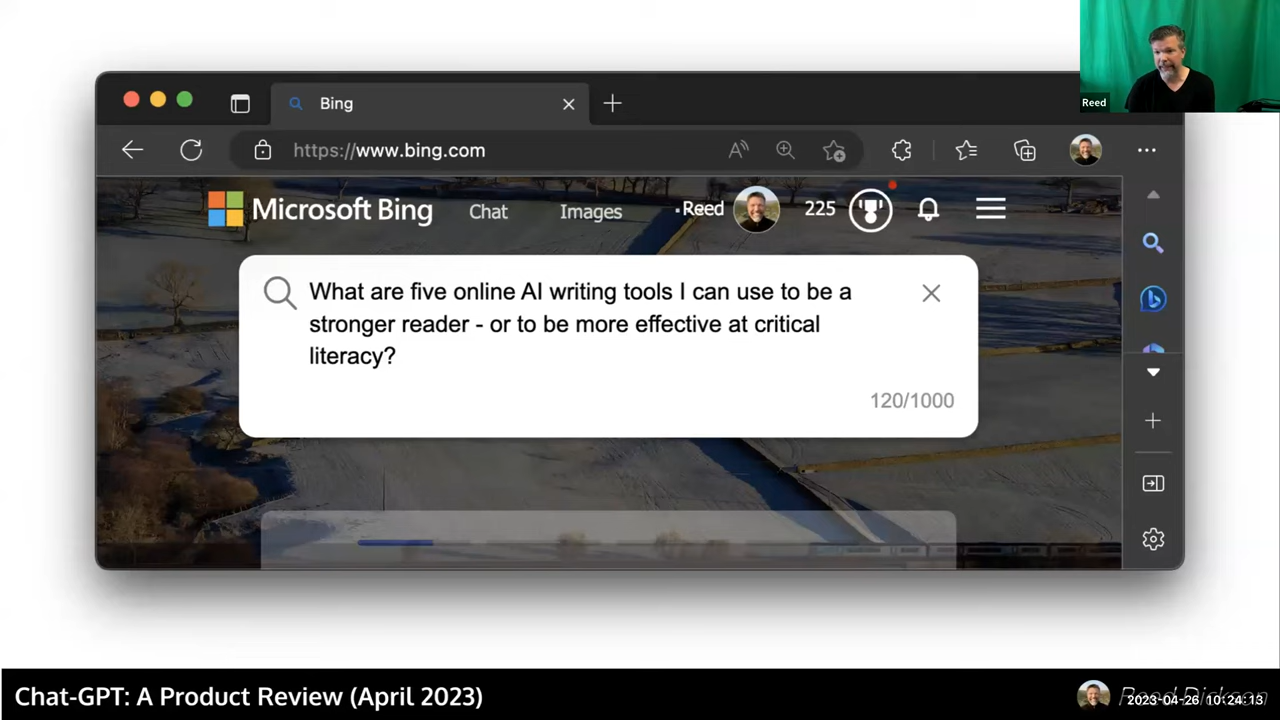 Reed
Bing
https://www.bing.com
Microsoft Bing
Chat
Images
Reed
225
What are five online AI writing tools I can use to be a
stronger reader - or to be more effective at critical
literacy?
120/1000
Chat-GPT: A Product Review (April 2023)
Reed Dickson
2023-04-26 10:24:13